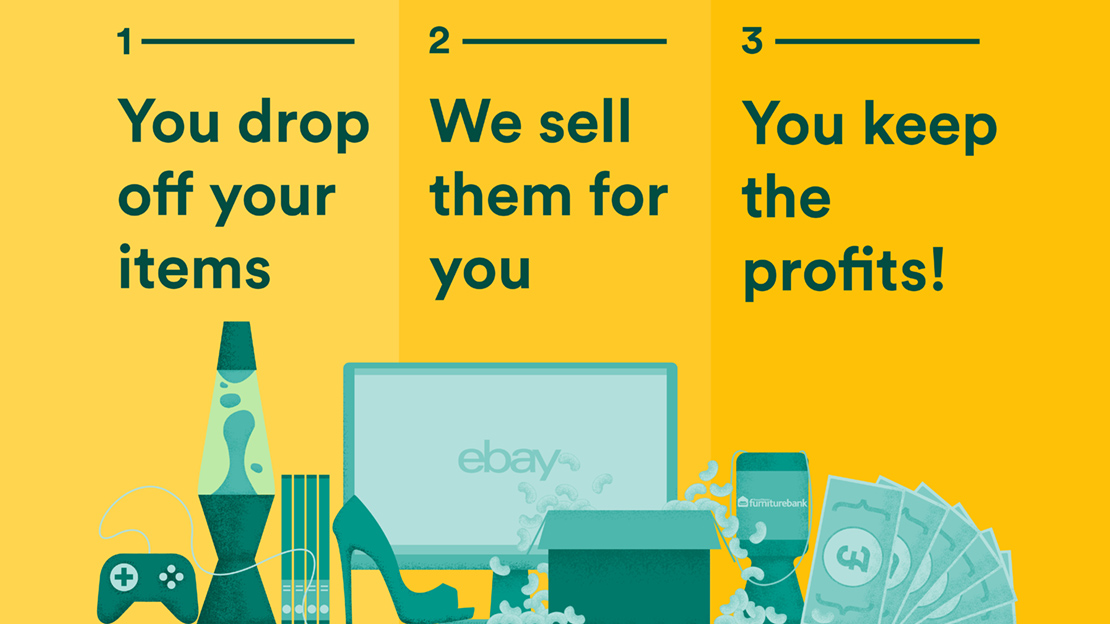 1
You drop
off your
items
2
We sell
them for
you
3
You keep
the
profits!
ebay
furniturebank
£